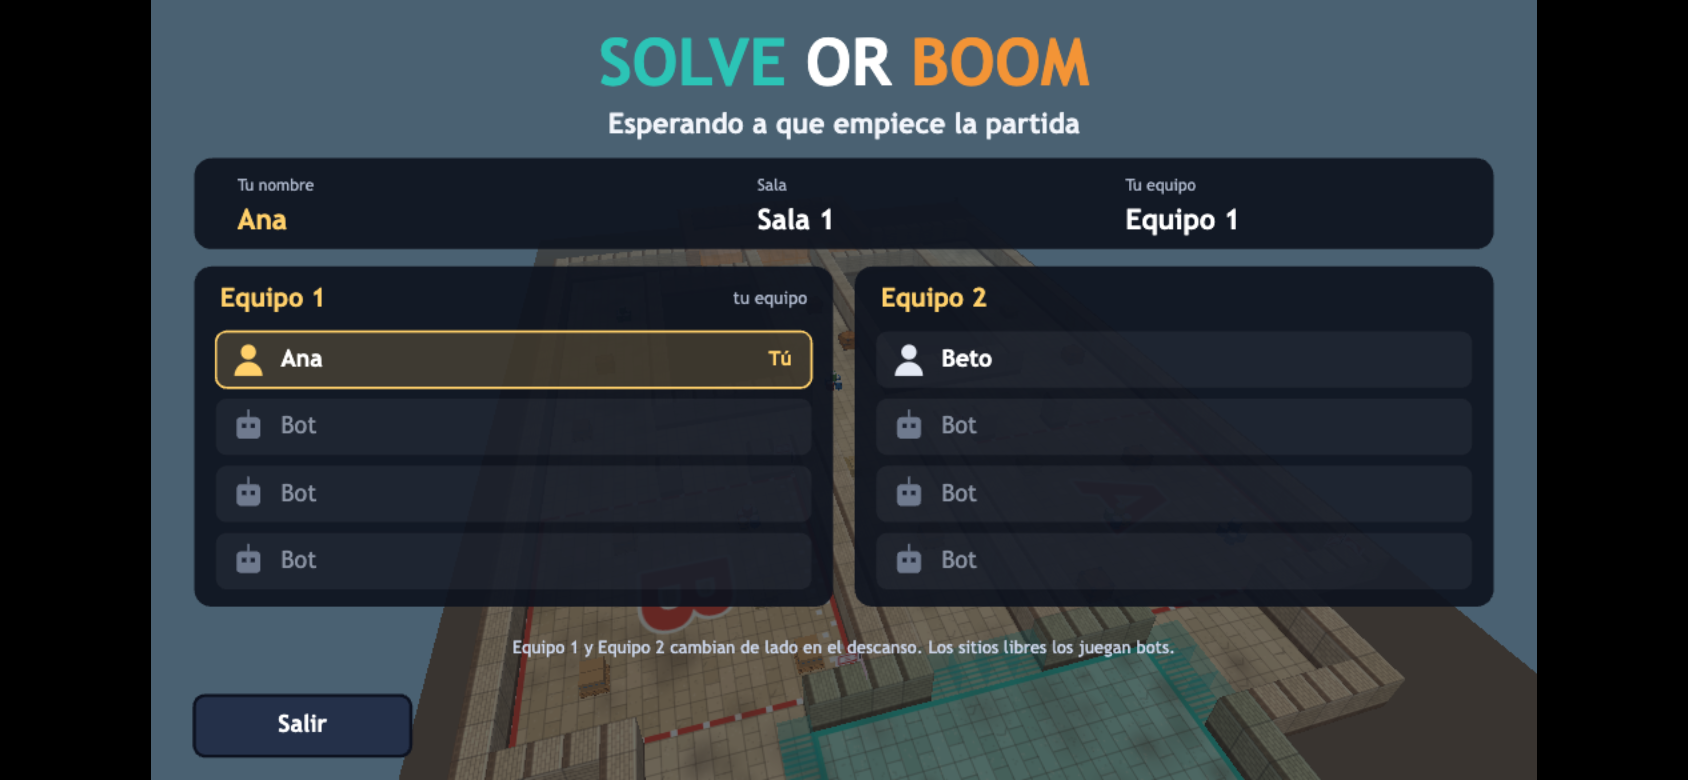 SOLVE OR BOOM
Esperando a que empiece la partida
Tu nombre
Ana
Sala
Sala 1
Tu equipo
Equipo 1
Equipo 1
tu equipo
Ana
Tú
Bot
Bot
Bot
Equipo 2
Beto
Bot
Bot
Bot
A
B
Equipo 1 y Equipo 2 cambian de lado en el descanso. Los sitios libres los juegan bots.
Salir